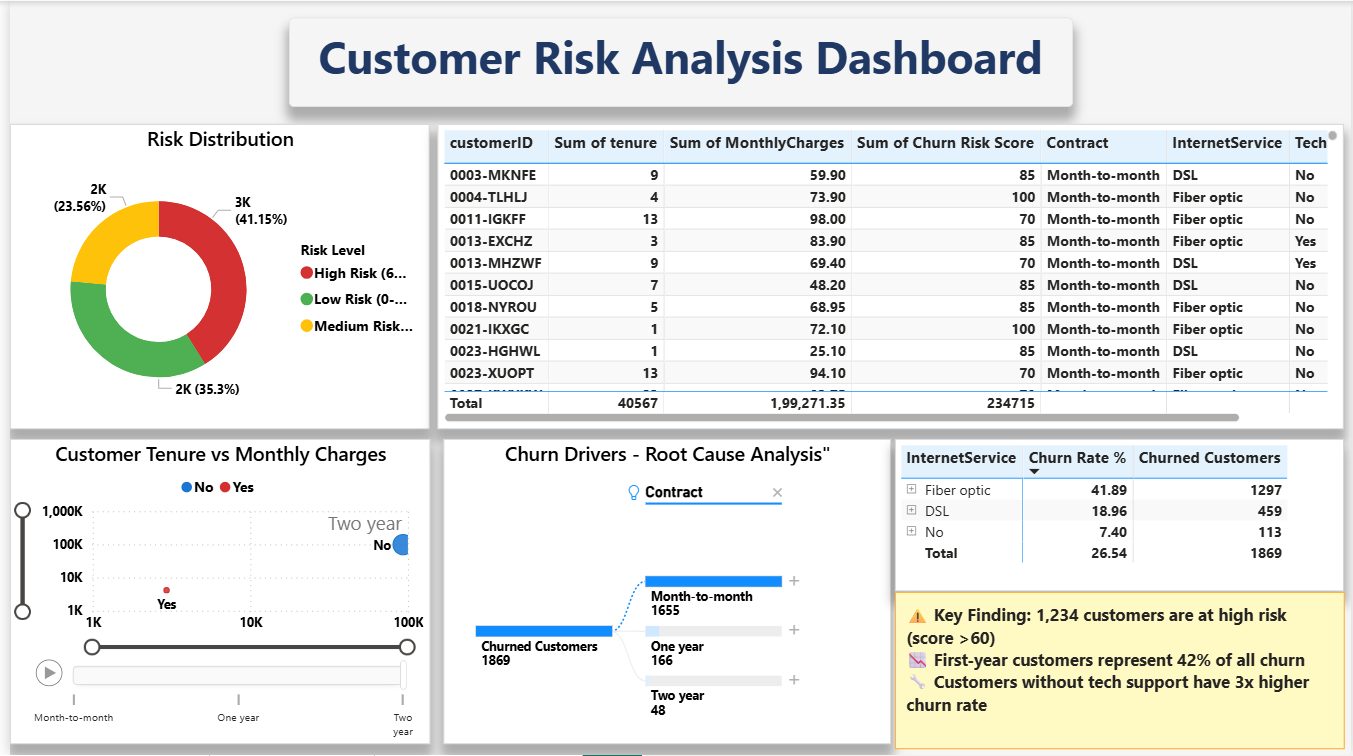 Customer Risk Analysis Dashboard
Risk Distribution
2K
(23.56%)
3K
(41.15%)
2K (35.3%)
Risk Level
High Risk (6...
Low Risk (0-...
Medium Risk...
customerID Sum of tenure Sum of MonthlyCharges Sum of Churn Risk Score Contract InternetService Tech
0003-MKNFE 9 59.90 85 Month-to-month DSL No
0004-TLHLJ 4 73.90 100 Month-to-month Fiber optic No
0011-IGKFF 13 98.00 70 Month-to-month Fiber optic No
0013-EXCHZ 3 83.90 85 Month-to-month Fiber optic Yes
0013-MHZWF 9 69.40 70 Month-to-month DSL Yes
0015-UOCOJ 7 48.20 85 Month-to-month DSL No
0018-NYROU 5 68.95 85 Month-to-month Fiber optic No
0021-IKXGC 1 72.10 100 Month-to-month Fiber optic No
0023-HGHWL 1 25.10 85 Month-to-month DSL No
0023-XUOPT 13 94.10 70 Month-to-month Fiber optic No
Total 40567 1,99,271.35 234715
Customer Tenure vs Monthly Charges
No Yes
1,000K
100K
10K
1K
Two year
No
Yes
1K 10K 100K
Month-to-month One year Two
year
Churn Drivers - Root Cause Analysis"
Contract
Churned Customers
1869
Month-to-month
1655
One year
166
Two year
48
InternetService Churn Rate % Churned Customers
Fiber optic 41.89 1297
DSL 18.96 459
No 7.40 113
Total 26.54 1869
⚠️ Key Finding: 1,234 customers are at high risk
(score >60)
📉 First-year customers represent 42% of all churn
🔧 Customers without tech support have 3x higher
churn rate